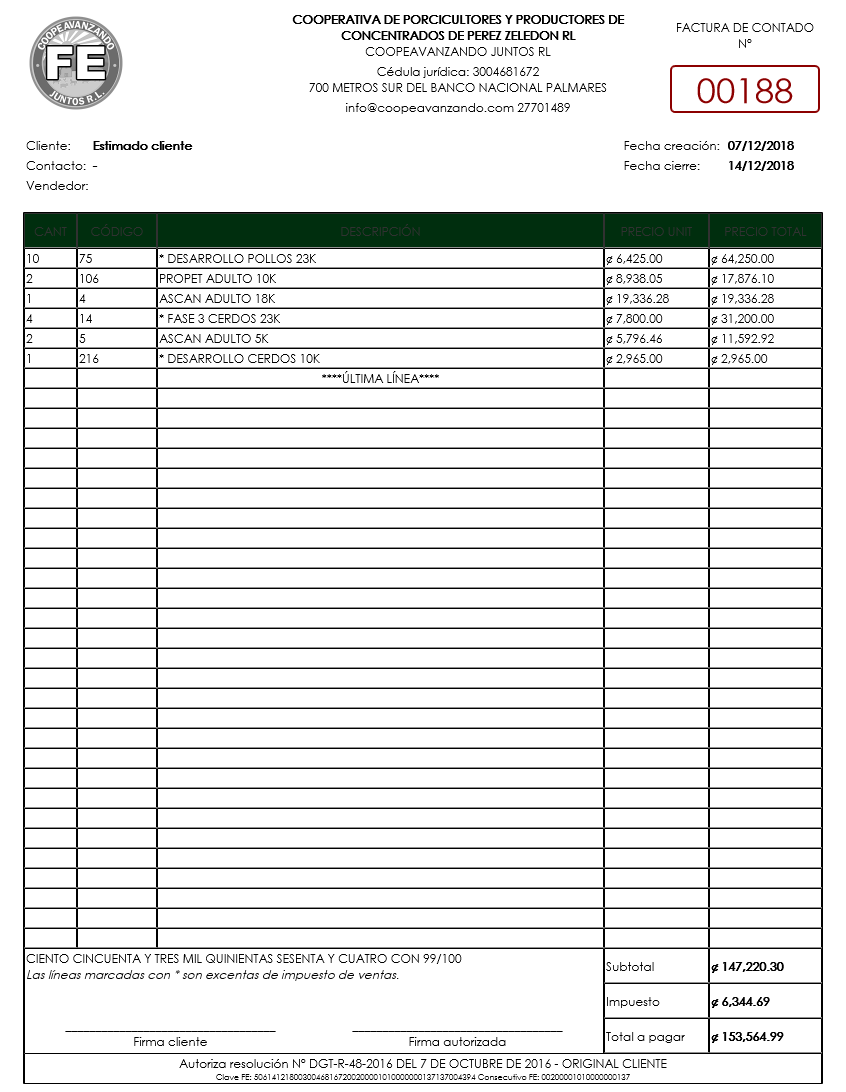 COOPEAVANZANDO
FE
JUNTOS R.L.
COOPERATIVA DE PORCICULTORES Y PRODUCTORES DE
CONCENTRADOS DE PEREZ ZELEDON RL
COOPEAVANZANDO JUNTOS RL
Cédula jurídica: 3004681672
700 METROS SUR DEL BANCO NACIONAL PALMARES
info@coopeavanzando.com 27701489
FACTURA DE CONTADO
N°
00188
Cliente: Estimado cliente
Contacto: -
Vendedor:
Fecha creación: 07/12/2018
Fecha cierre: 14/12/2018
CANT CÓDIGO DESCRIPCIÓN PRECIO UNIT PRECIO TOTAL
10 75 * DESARROLLO POLLOS 23K ¢ 6,425.00 ¢ 64,250.00
2 106 PROPET ADULTO 10K ¢ 8,938.05 ¢ 17,876.10
1 4 ASCAN ADULTO 18K ¢ 19,336.28 ¢ 19,336.28
4 14 * FASE 3 CERDOS 23K ¢ 7,800.00 ¢ 31,200.00
2 5 ASCAN ADULTO 5K ¢ 5,796.46 ¢ 11,592.92
1 216 * DESARROLLO CERDOS 10K ¢ 2,965.00 ¢ 2,965.00
****ÚLTIMA LÍNEA****
CIENTO CINCUENTA Y TRES MIL QUINIENTAS SESENTA Y CUATRO CON 99/100
Las líneas marcadas con * son excentas de impuesto de ventas.
Subtotal ¢ 147,220.30
Impuesto ¢ 6,344.69
Total a pagar ¢ 153,564.99
Firma cliente Firma autorizada
Autoriza resolución N° DGT-R-48-2016 DEL 7 DE OCTUBRE DE 2016 - ORIGINAL CLIENTE
Clave FE: 50614121800300468167200200001010000000137137004394 Consecutivo FE: 00200001010000000137